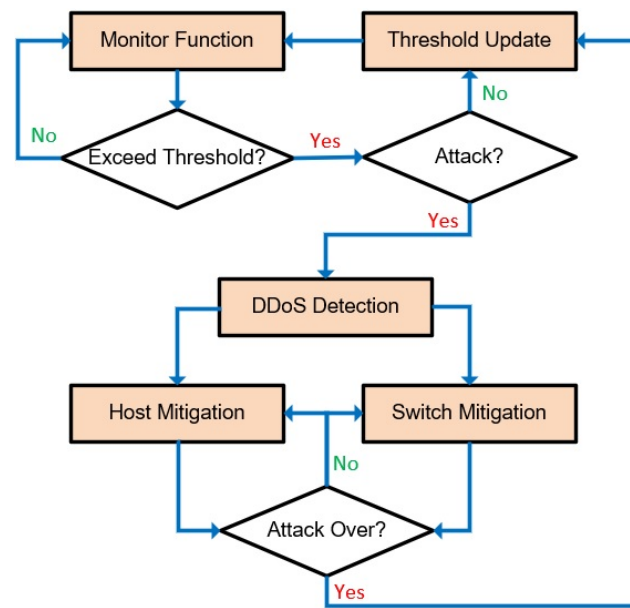 Monitor Function
Threshold Update
No
Exceed Threshold?
Yes
Attack?
No
Yes
DDoS Detection
Host Mitigation
Switch Mitigation
No
Attack Over?
Yes